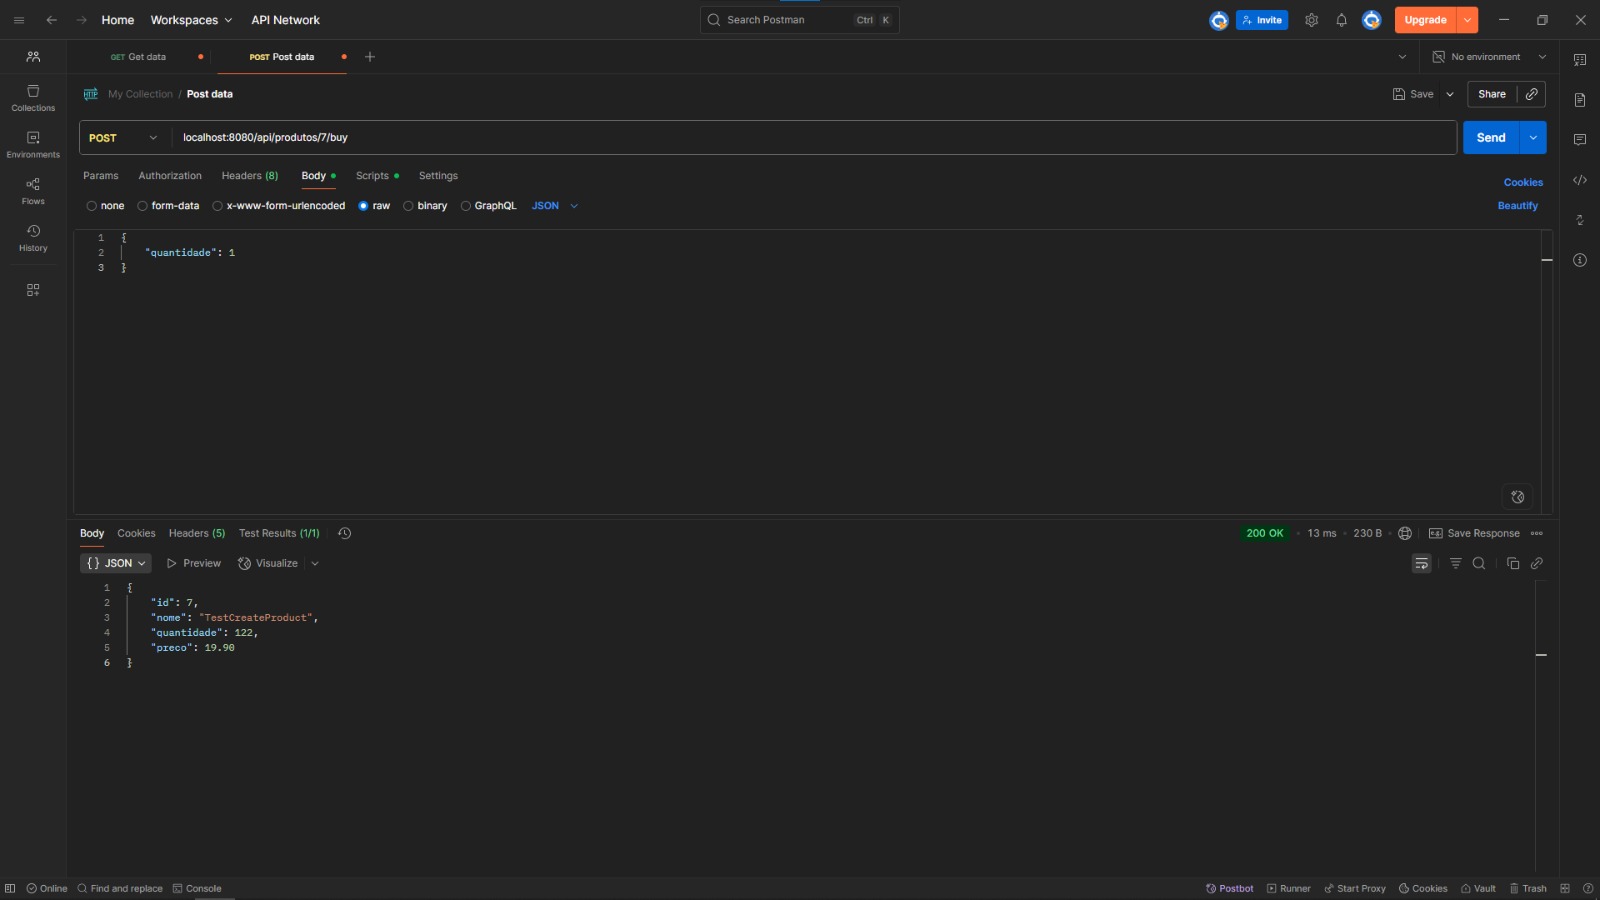 Home Workspaces API Network Search Postman Ctrl K Invite Upgrade
GET Get data POST Post data No environment
My Collection / Post data Save Share
POST localhost:8080/api/produtos/7/buy Send
Params Authorization Headers (8) Body Scripts Settings Cookies
none form-data x-www-form-urlencoded raw binary GraphQL JSON Beautify
Collections
Environments
Flows
History
1 {
2 "quantidade": 1
3 }
Body Cookies Headers (5) Test Results (1/1) 200 OK 13 ms 230 B Save Response
{} JSON Preview Visualize
1 {
2 "id": 7,
3 "nome": "TestCreateProduct",
4 "quantidade": 122,
5 "preco": 19.90
6 }
Online Find and replace Console Postbot Runner Start Proxy Cookies Vault Trash